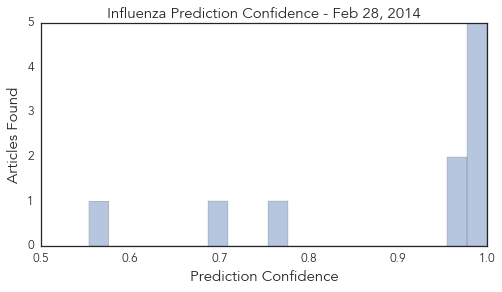 Influenza Prediction Confidence - Feb 28, 2014
Articles Found
5
4
3
2
1
0
0.5 0.6 0.7 0.8 0.9 1.0
Prediction Confidence